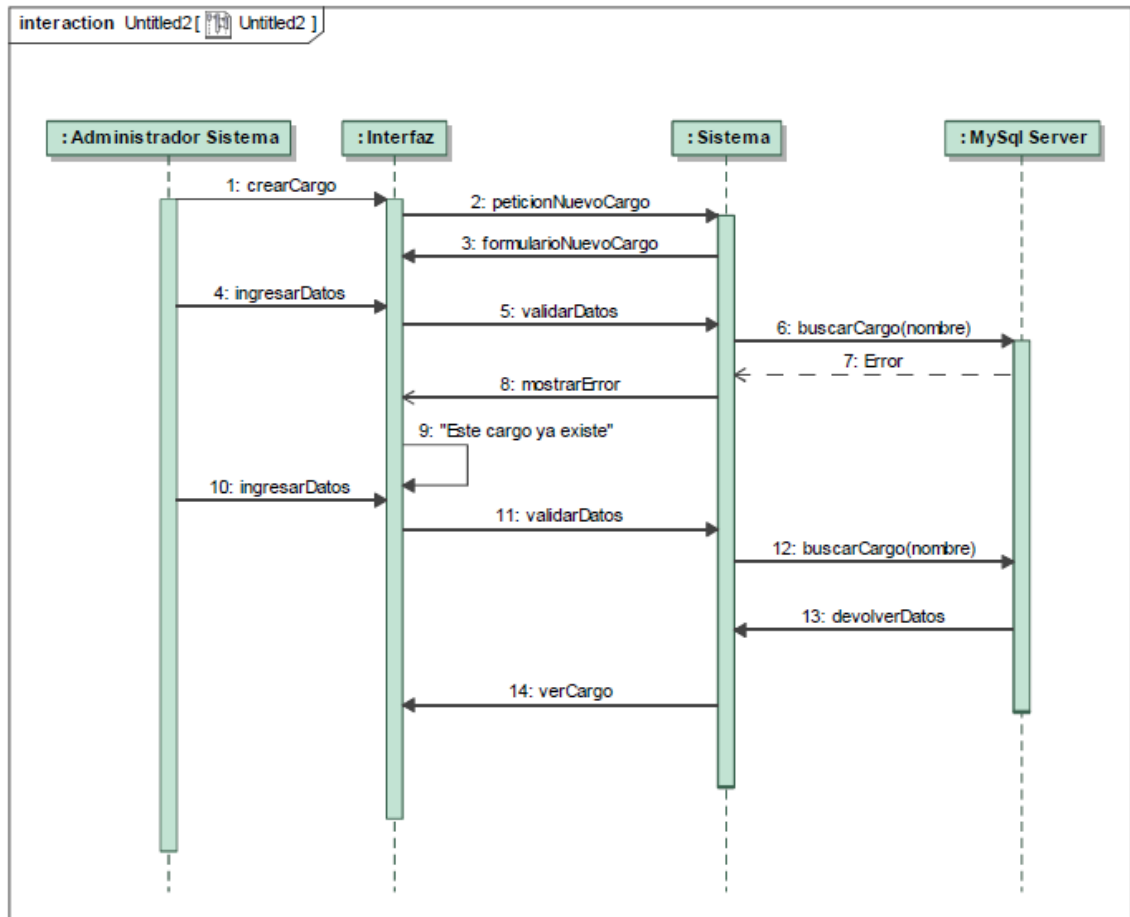 interaction Untitled2 [ Untitled2 ]
: Administrador Sistema
: Interfaz
: Sistema
: MySql Server
1: crearCargo
2: peticionNuevoCargo
3: formularioNuevoCargo
4: ingresarDatos
5: validarDatos
6: buscarCargo(nombre)
7: Error
8: mostrarError
9: "Este cargo ya existe"
10: ingresarDatos
11: validarDatos
12: buscarCargo(nombre)
13: devolverDatos
14: verCargo